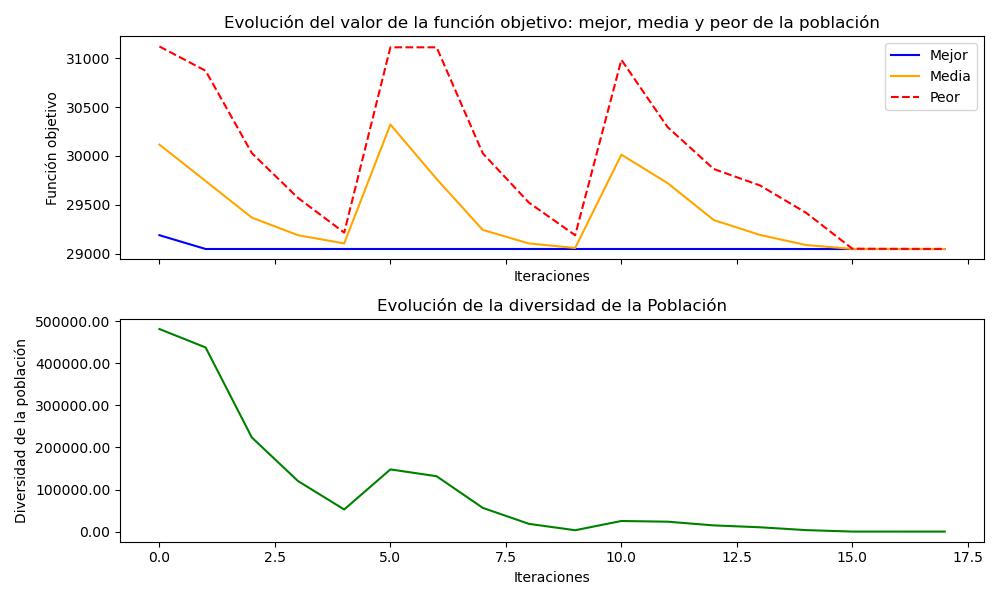 Evolución del valor de la función objetivo: mejor, media y peor de la población
31000
30500
30000
29500
29000
Función objetivo
Mejor
Media
Peor
Iteraciones
Evolución de la diversidad de la Población
500000.00
400000.00
300000.00
200000.00
100000.00
0.00
Diversidad de la población
0.0 2.5 5.0 7.5 10.0 12.5 15.0 17.5
Iteraciones